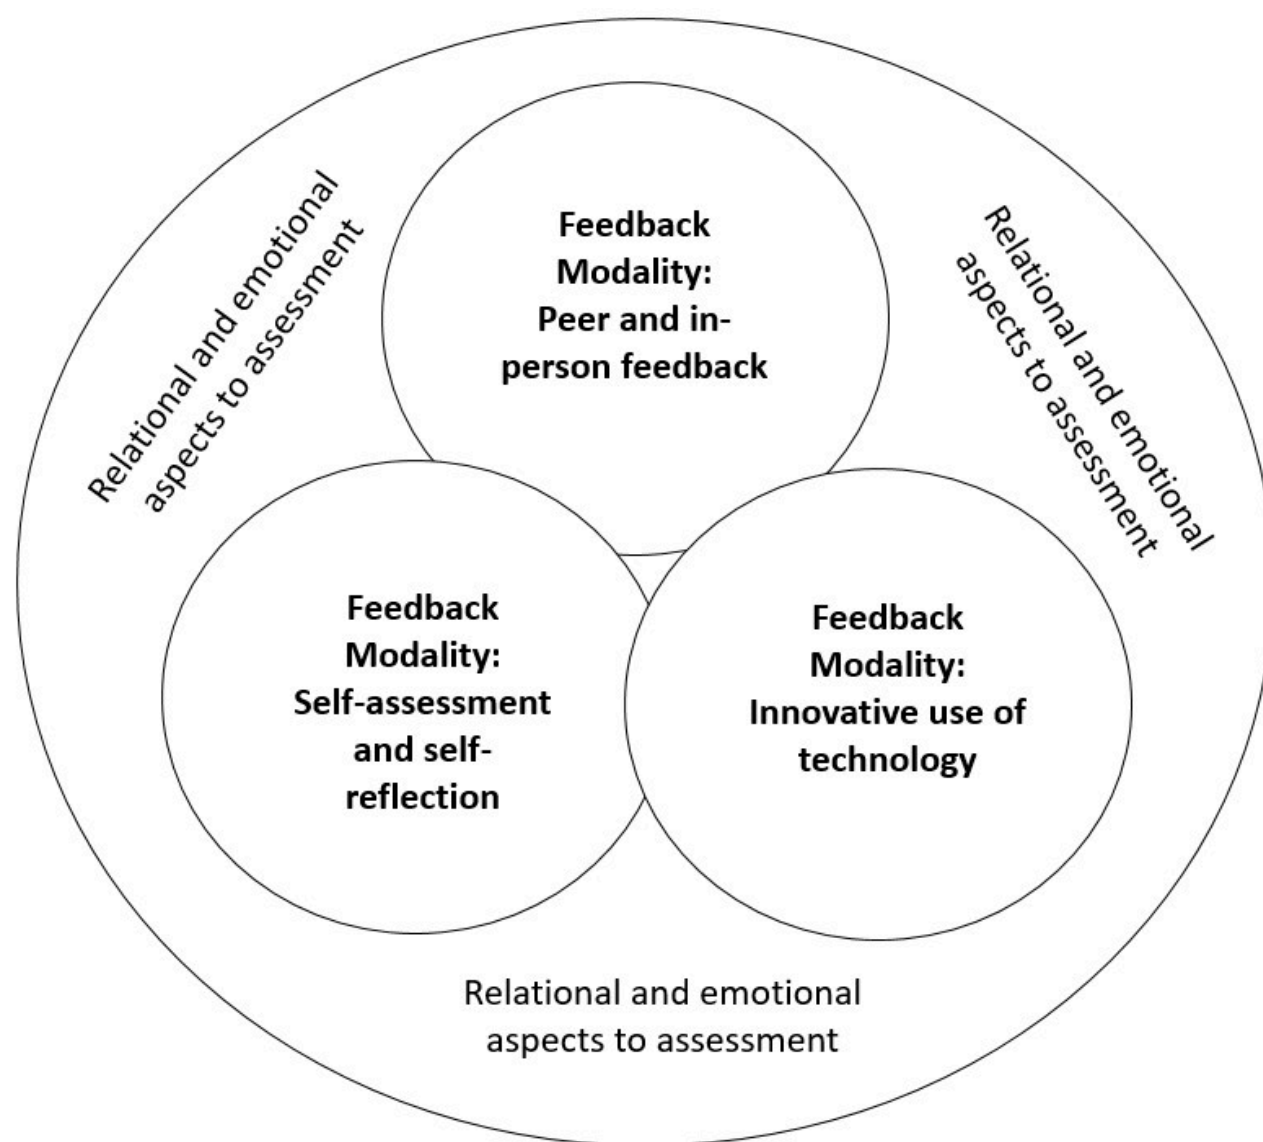 Feedback
Modality:
Peer and in-
person feedback
Relational and emotional
aspects to assessment
Relational and emotional
aspects to assessment
Feedback
Modality:
Self-assessment
and self-
reflection
Feedback
Modality:
Innovative use of
technology
Relational and emotional
aspects to assessment